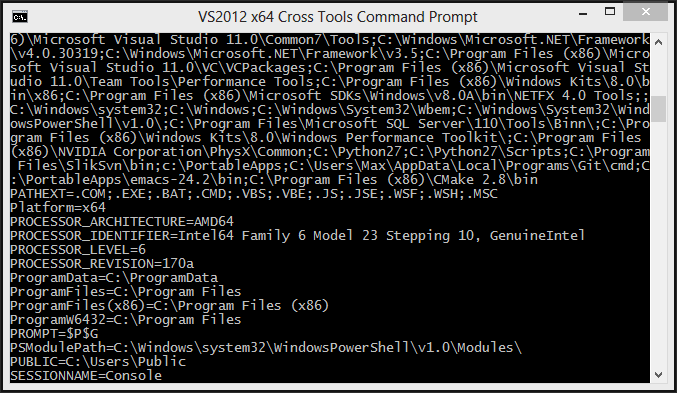 VS2012 x64 Cross Tools Command Prompt
6)\Microsoft Visual Studio 11.0\Common7\Tools;C:\Windows\Microsoft.NET\Framework
\v4.0.30319;C:\Windows\Microsoft.NET\Framework\v3.5;C:\Program Files (x86)\Micro
soft Visual Studio 11.0\VC\VCPackages;C:\Program Files (x86)\Microsoft Visual St
udio 11.0\Team Tools\Performance Tools;C:\Program Files (x86)\Windows Kits\8.0\b
in\x86;C:\Program Files (x86)\Microsoft SDKs\Windows\v8.0A\bin\NETFX 4.0 Tools;;
C:\Windows\system32;C:\Windows;C:\Windows\System32\Wbem;C:\Windows\System32\Wind
owsPowerShell\v1.0\;C:\Program Files\Microsoft SQL Server\110\Tools\Binn\;C:\Pro
gram Files (x86)\Windows Kits\8.0\Windows Performance Toolkit\;C:\Program Files
(x86)\NVIDIA Corporation\PhysX\Common;C:\Python27;C:\Python27\Scripts;C:\Program
 Files\SlikSvn\bin;c:\PortableApps;C:\Users\Max\AppData\Local\Programs\Git\cmd;C
:\PortableApps\emacs-24.2\bin;C:\Program Files (x86)\CMake 2.8\bin
PATHEXT=.COM;.EXE;.BAT;.CMD;.VBS;.VBE;.JS;.JSE;.WSF;.WSH;.MSC
Platform=x64
PROCESSOR_ARCHITECTURE=AMD64
PROCESSOR_IDENTIFIER=Intel64 Family 6 Model 23 Stepping 10, GenuineIntel
PROCESSOR_LEVEL=6
PROCESSOR_REVISION=170a
ProgramData=C:\ProgramData
ProgramFiles=C:\Program Files
ProgramFiles(x86)=C:\Program Files (x86)
ProgramW6432=C:\Program Files
PROMPT=$P$G
PSModulePath=C:\Windows\system32\WindowsPowerShell\v1.0\Modules\
PUBLIC=C:\Users\Public
SESSIONNAME=Console